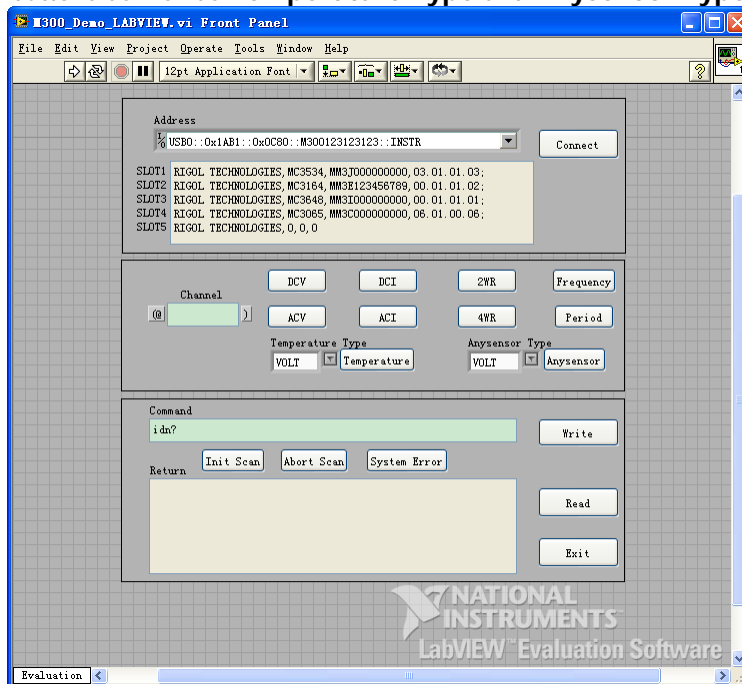 M300_Demo_LABVIEW.vi Front Panel
File Edit View Project Operate Tools Window Help
12pt Application Font
Address
USB0::0x1AB1::0x0C80::M300123123123::INSTR
Connect
SLOT1 RIGOL TECHNOLOGIES,MC3534,MM3J000000000,03.01.01.03;
SLOT2 RIGOL TECHNOLOGIES,MC3164,MM3E123456789,00.01.01.02;
SLOT3 RIGOL TECHNOLOGIES,MC3648,MM3I000000000,00.01.01.01;
SLOT4 RIGOL TECHNOLOGIES,MC3065,MM3C000000000,06.01.00.06;
SLOT5 RIGOL TECHNOLOGIES,0,0,0
DCV DCI 2WR Frequency
Channel
(@ )
ACV ACI 4WR Period
Temperature Type Anysensor Type
VOLT Temperature VOLT Anysensor
Command
idn?
Write
Init Scan Abort Scan System Error
Return
Read
Exit
NATIONAL
INSTRUMENTS
LabVIEW™ Evaluation Software
Evaluation